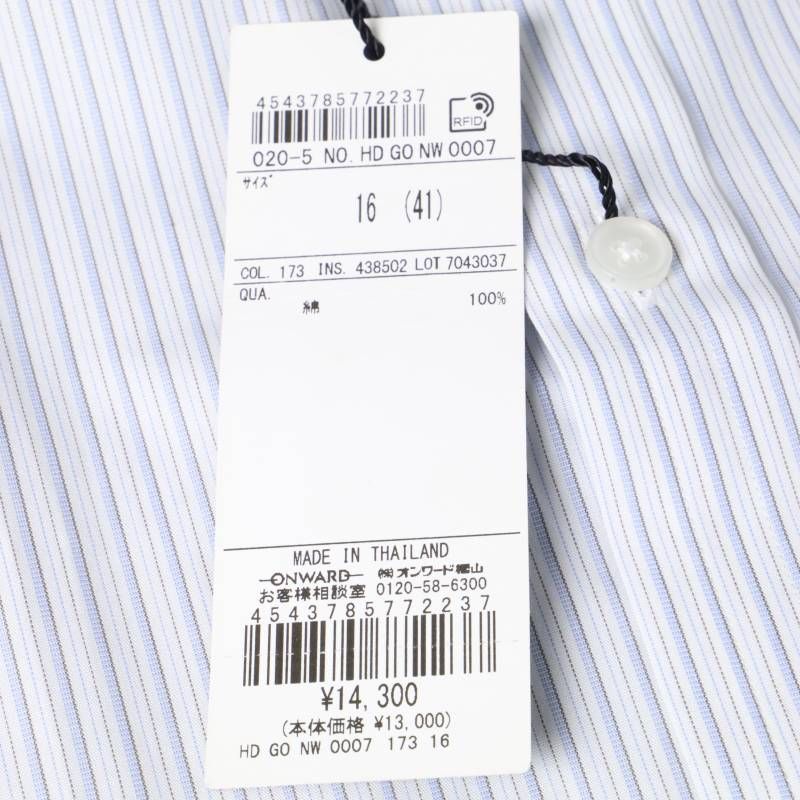 4543785772237
RFID
020-5 NO. HD GO NW 0007
ｻｲｽﾞ
16 (41)
COL. 173 INS. 438502 LOT 7043037
QUA.
綿 100%
MADE IN THAILAND
ONWARD ㈱オンワード樫山
お客様相談室 0120-58-6300
4543785772237
¥14,300
(本体価格 ¥13,000)
HD GO NW 0007 173 16